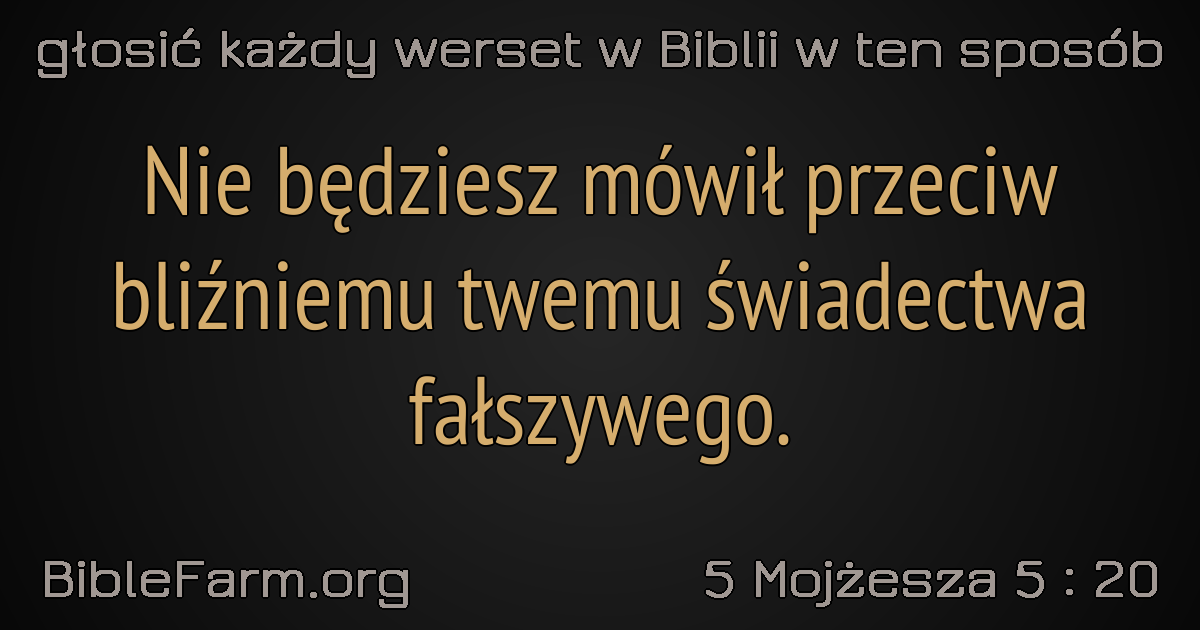 głosić każdy werset w Biblii w ten sposób
Nie będziesz mówił przeciw
bliźniemu twemu świadectwa
fałszywego.
BibleFarm.org
5 Mojżesza 5 : 20